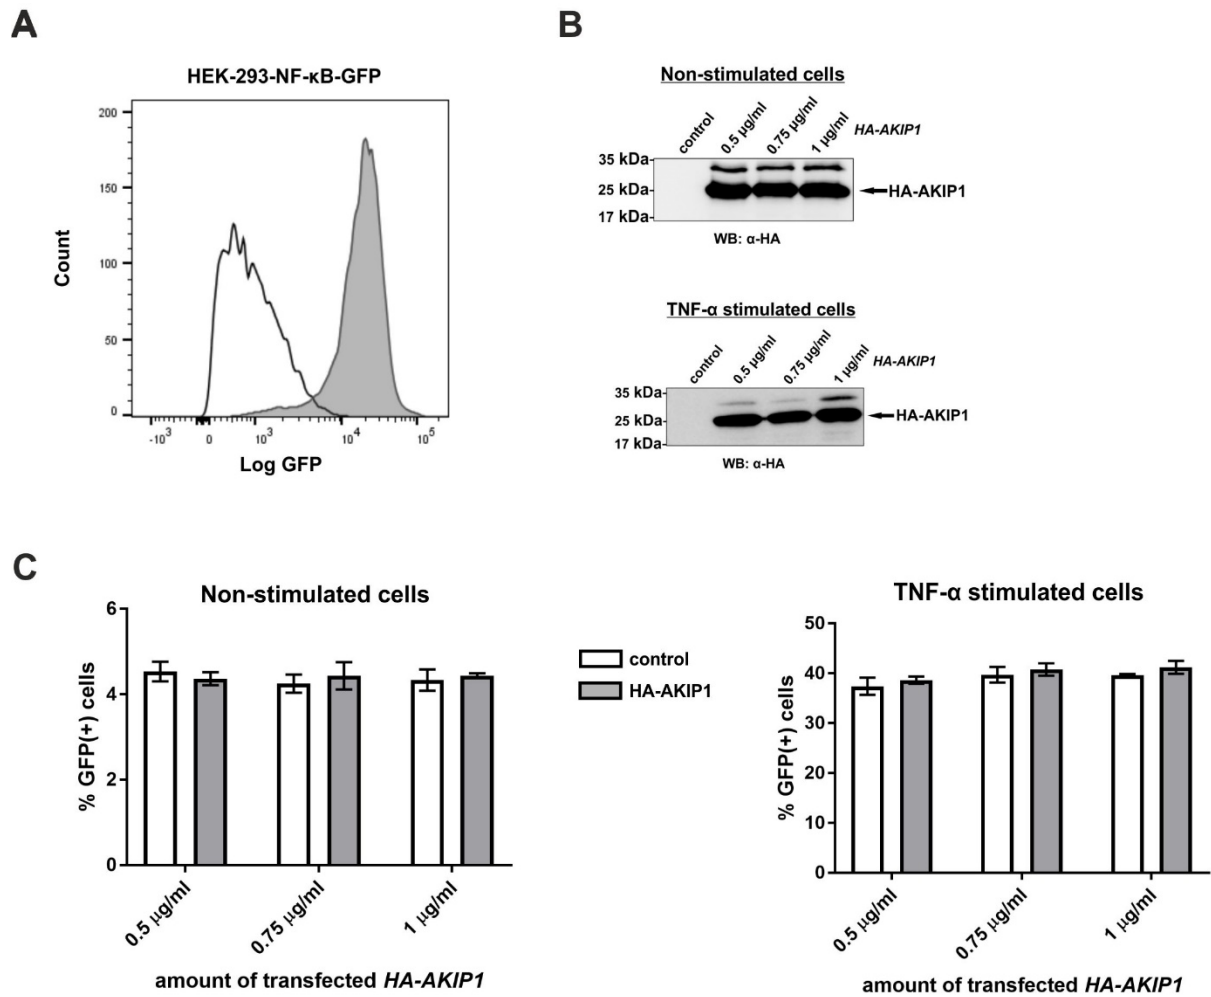 A
HEK-293-NF-κB-GFP
200
150
100
50
0
Count
-10³ 0 10³ 10⁴ 10⁵
Log GFP
B
Non-stimulated cells
control 0.5 µg/ml 0.75 µg/ml 1 µg/ml HA-AKIP1
35 kDa
25 kDa
17 kDa
HA-AKIP1
WB: α-HA
TNF-α stimulated cells
control 0.5 µg/ml 0.75 µg/ml 1 µg/ml HA-AKIP1
35 kDa
25 kDa
17 kDa
HA-AKIP1
WB: α-HA
C
Non-stimulated cells
6
4
2
0
% GFP(+) cells
0.5 µg/ml 0.75 µg/ml 1 µg/ml
amount of transfected HA-AKIP1
control
HA-AKIP1
TNF-α stimulated cells
50
40
30
20
10
0
% GFP(+) cells
0.5 µg/ml 0.75 µg/ml 1 µg/ml
amount of transfected HA-AKIP1